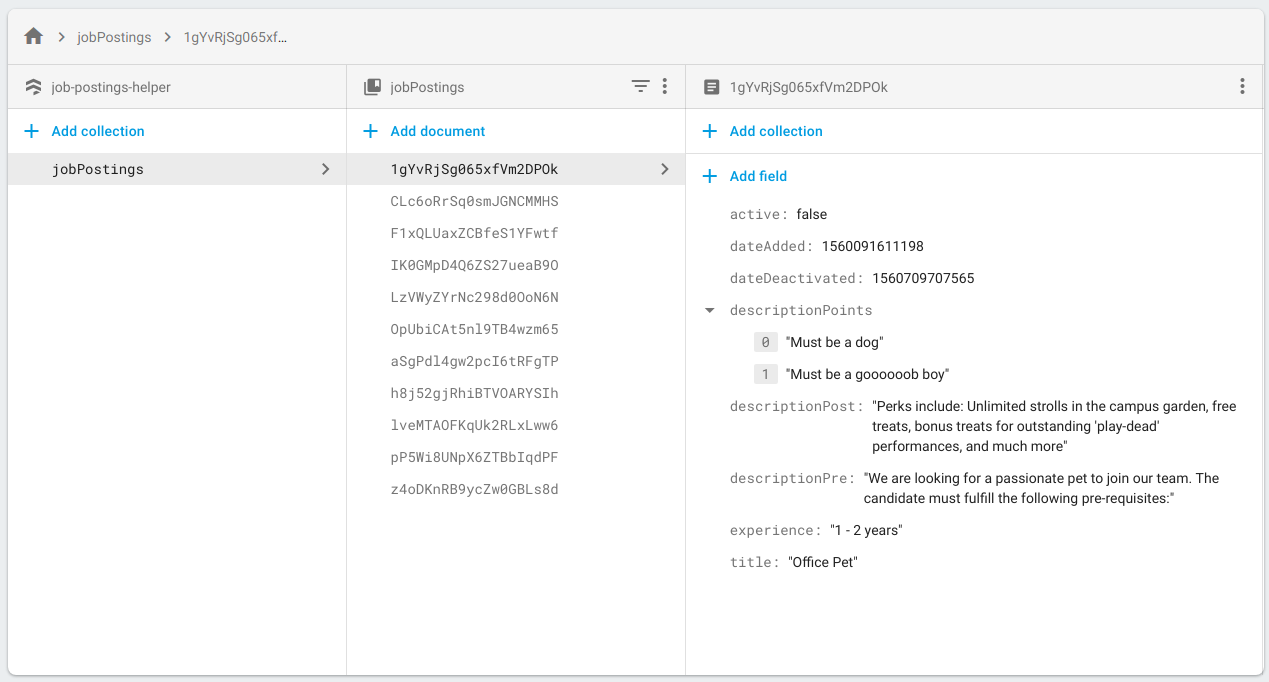 jobPostings 1gYvRjSg065xf…
job-postings-helper
jobPostings
1gYvRjSg065xfVm2DPOk
Add collection
Add document
Add collection
jobPostings
1gYvRjSg065xfVm2DPOk
CLc6oRrSq0smJGNCMMHS
F1xQLUaxZCBfeS1YFwtf
IK0GMpD4Q6ZS27ueaB9O
LzVWyZYrNc298d0OoN6N
OpUbiCAt5nl9TB4wzm65
aSgPdl4gw2pcI6tRFgTP
h8j52gjRhiBTVOARYSIh
lveMTAOFKqUk2RLxLww6
pP5Wi8UNpX6ZTBbIqdPF
z4oDKnRB9ycZw0GBLs8d
Add field
active: false
dateAdded: 1560091611198
dateDeactivated: 1560709707565
descriptionPoints
0 "Must be a dog"
1 "Must be a goooooob boy"
descriptionPost: "Perks include: Unlimited strolls in the campus garden, free
treats, bonus treats for outstanding 'play-dead'
performances, and much more"
descriptionPre: "We are looking for a passionate pet to join our team. The
candidate must fulfill the following pre-requisites:"
experience: "1 - 2 years"
title: "Office Pet"